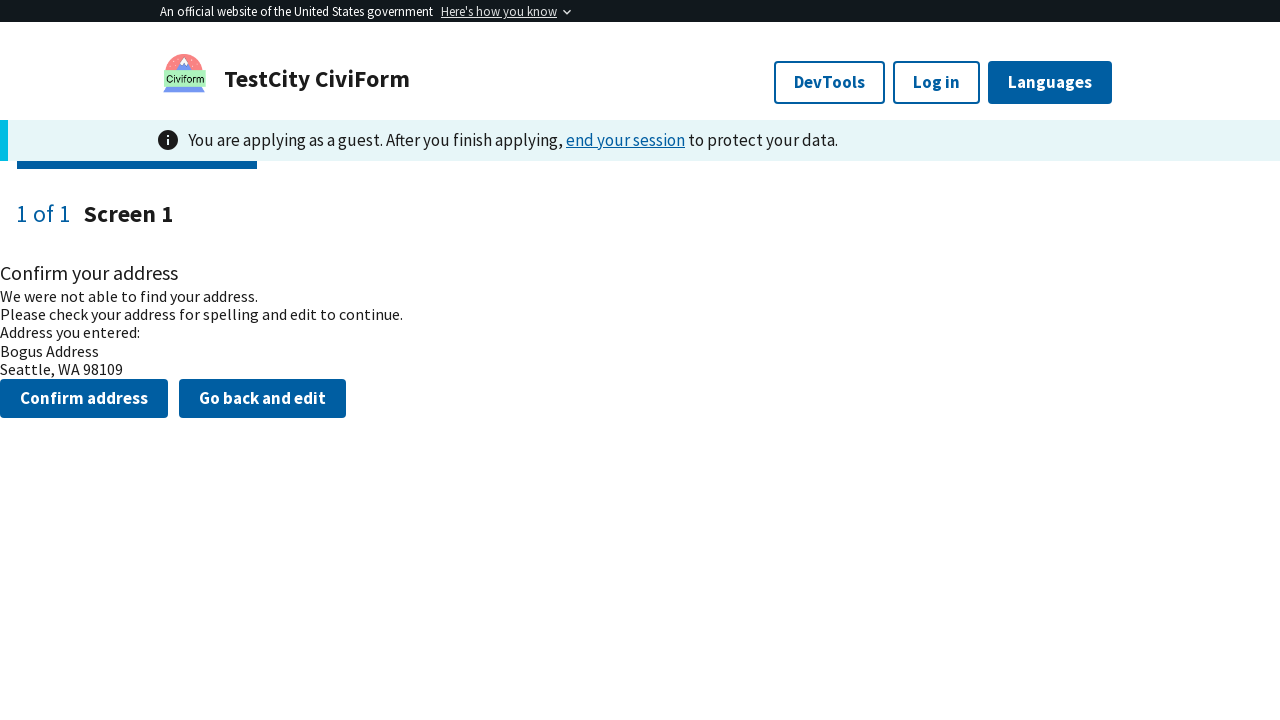 An official website of the United States government Here's how you know
Civiform
TestCity CiviForm
DevTools
Log in
Languages
You are applying as a guest. After you finish applying, end your session to protect your data.
1 of 1 Screen 1
Confirm your address
We were not able to find your address.
Please check your address for spelling and edit to continue.
Address you entered:
Bogus Address
Seattle, WA 98109
Confirm address
Go back and edit